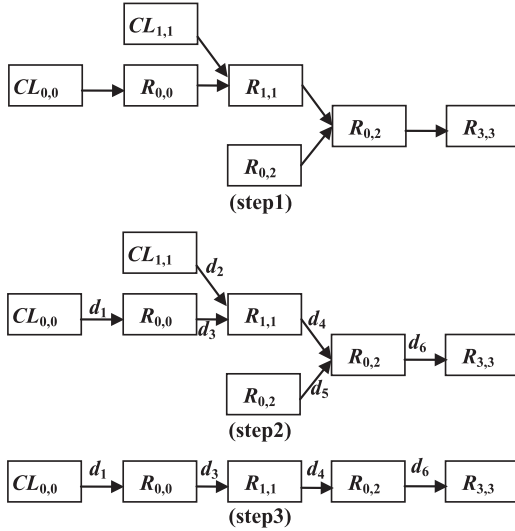 CL1,1
CL0,0 R0,0 R1,1
R0,2 R3,3
R0,2
(step1)
CL1,1 d2
CL0,0 d1 R0,0 d3 R1,1 d4
R0,2 d6 R3,3
R0,2 d5
(step2)
CL0,0 d1 R0,0 d3 R1,1 d4 R0,2 d6 R3,3
(step3)